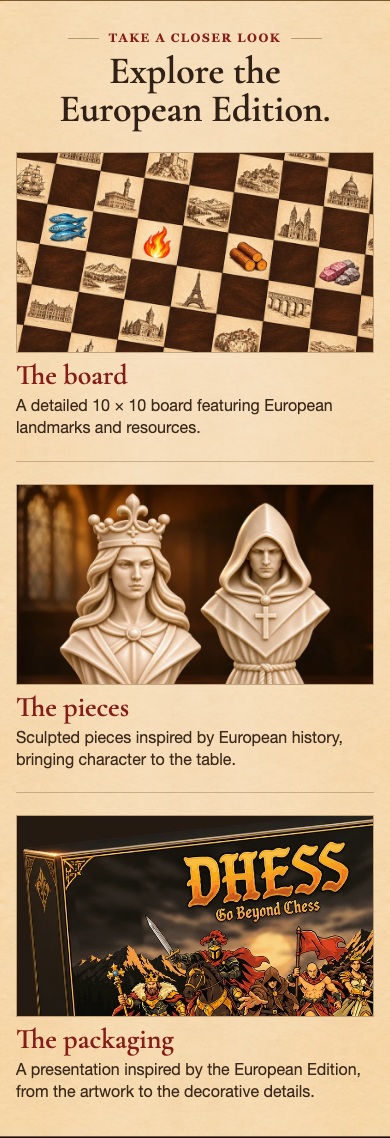 TAKE A CLOSER LOOK
Explore the
European Edition.
The board
A detailed 10 × 10 board featuring European
landmarks and resources.
The pieces
Sculpted pieces inspired by European history,
bringing character to the table.
DHESS
Go Beyond Chess
The packaging
A presentation inspired by the European Edition,
from the artwork to the decorative details.